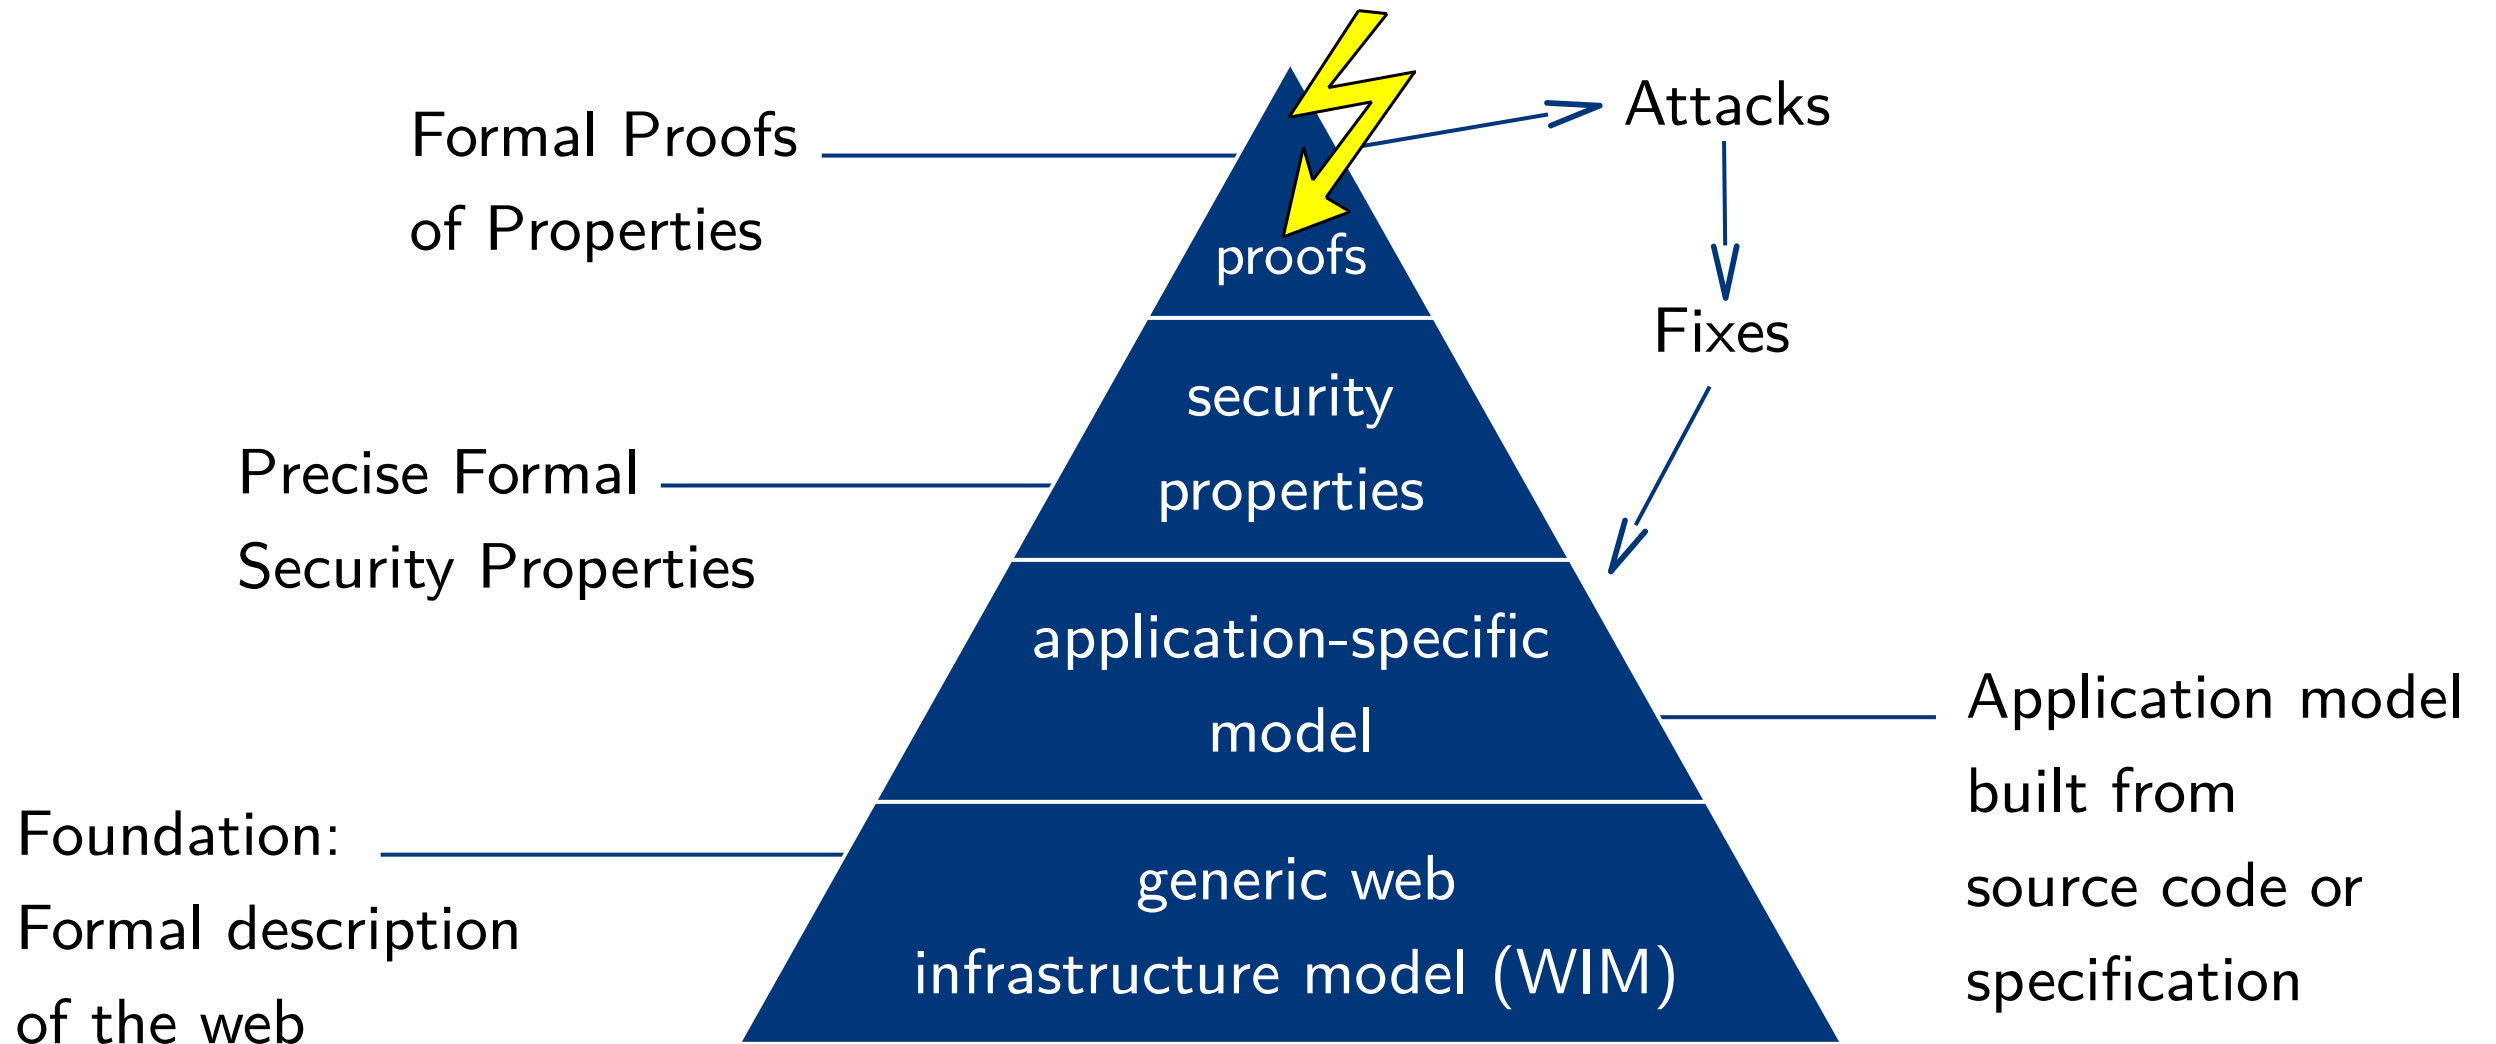 Formal Proofs
of Properties
Attacks
proofs
Fixes
security
properties
Precise Formal
Security Properties
application-specific
model
Application model
built from
source code or
specification
Foundation:
Formal description
of the web
generic web
infrastructure model (WIM)